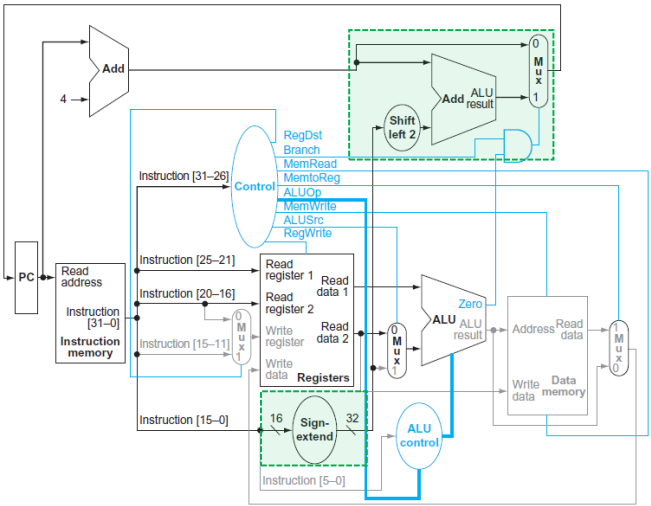 0
M
u
x
1
Add
Add
ALU
result
4
Shift
left 2
RegDst
Branch
MemRead
MemtoReg
ALUOp
MemWrite
ALUSrc
RegWrite
Instruction [31–26]
Control
Instruction [25–21]
Instruction [20–16]
Instruction [15–11]
Instruction [15–0]
Instruction [5–0]
PC
Read
address
Instruction
[31–0]
Instruction
memory
0
M
u
x
1
Read
register 1
Read
register 2
Write
register
Write
data
Read
data 1
Read
data 2
Registers
0
M
u
x
1
Zero
ALU
ALU
result
Address
Read
data
Write
data
Data
memory
1
M
u
x
0
16
Sign-
extend
32
ALU
control